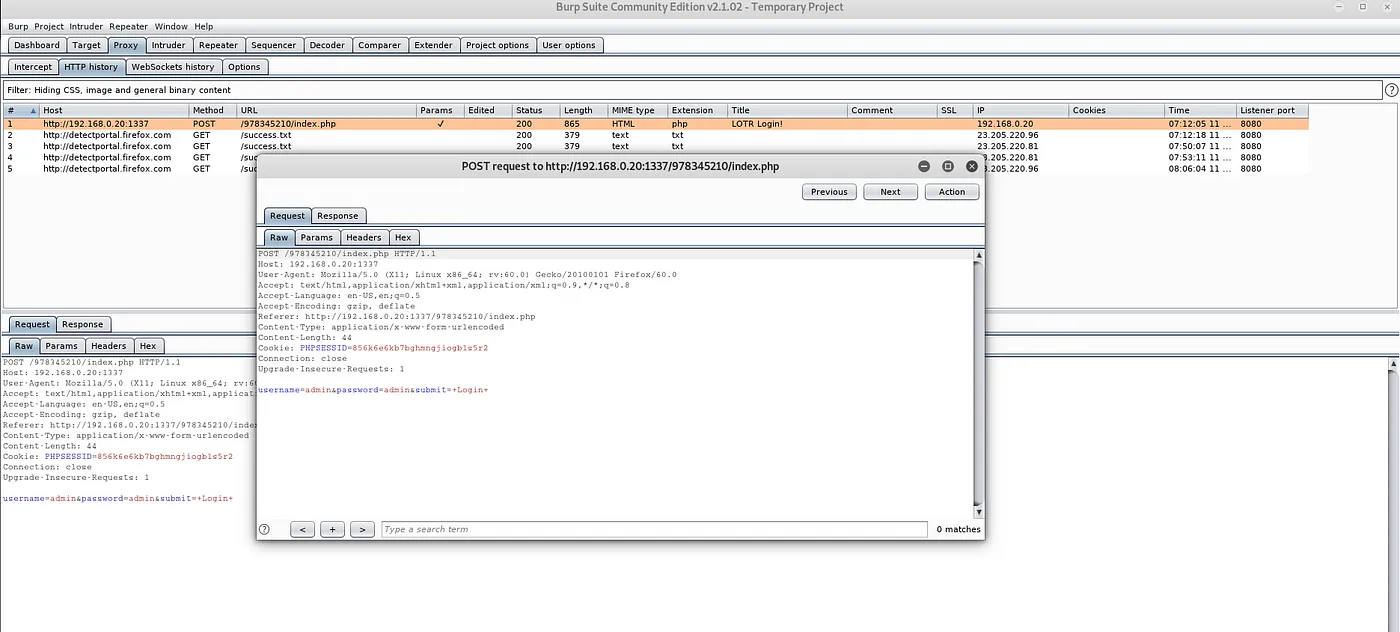 Burp Suite Community Edition v2.1.02 - Temporary Project
Burp Project Intruder Repeater Window Help
Dashboard Target Proxy Intruder Repeater Sequencer Decoder Comparer Extender Project options User options
Intercept HTTP history WebSockets history Options
Filter: Hiding CSS, image and general binary content
# Host Method URL Params Edited Status Length MIME type Extension Title Comment SSL IP Cookies Time Listener port
1 http://192.168.0.20:1337 POST /978345210/index.php ✓ 200 865 HTML php LOTR Login! 192.168.0.20 07:12:05 11 ... 8080
2 http://detectportal.firefox.com GET /success.txt 200 379 text txt 23.205.220.96 07:12:18 11 ... 8080
3 http://detectportal.firefox.com GET /success.txt 200 379 text txt 23.205.220.81 07:50:07 11 ... 8080
4 http://detectportal.firefox.com GET /suc 3.205.220.81 07:53:11 11 ... 8080
5 http://detectportal.firefox.com GET /suc 3.205.220.96 08:06:04 11 ... 8080
POST request to http://192.168.0.20:1337/978345210/index.php
Previous Next Action
Request Response
Raw Params Headers Hex
POST /978345210/index.php HTTP/1.1
Host: 192.168.0.20:1337
User-Agent: Mozilla/5.0 (X11; Linux x86_64; rv:60.0) Gecko/20100101 Firefox/60.0
Accept: text/html,application/xhtml+xml,application/xml;q=0.9,*/*;q=0.8
Accept-Language: en-US,en;q=0.5
Accept-Encoding: gzip, deflate
Referer: http://192.168.0.20:1337/978345210/index.php
Content-Type: application/x-www-form-urlencoded
Content-Length: 44
Cookie: PHPSESSID=856k6e6kb7bghmngjiogbls5r2
Connection: close
Upgrade-Insecure-Requests: 1
username=admin&password=admin&submit=+Login+
? < + > Type a search term 0 matches
Request Response
Raw Params Headers Hex
POST /978345210/index.php HTTP/1.1
Host: 192.168.0.20:1337
User-Agent: Mozilla/5.0 (X11; Linux x86_64; rv:6
Accept: text/html,application/xhtml+xml,applicat
Accept-Language: en-US,en;q=0.5
Accept-Encoding: gzip, deflate
Referer: http://192.168.0.20:1337/978345210/inde
Content-Type: application/x-www-form-urlencoded
Content-Length: 44
Cookie: PHPSESSID=856k6e6kb7bghmngjiogbls5r2
Connection: close
Upgrade-Insecure-Requests: 1
username=admin&password=admin&submit=+Login+